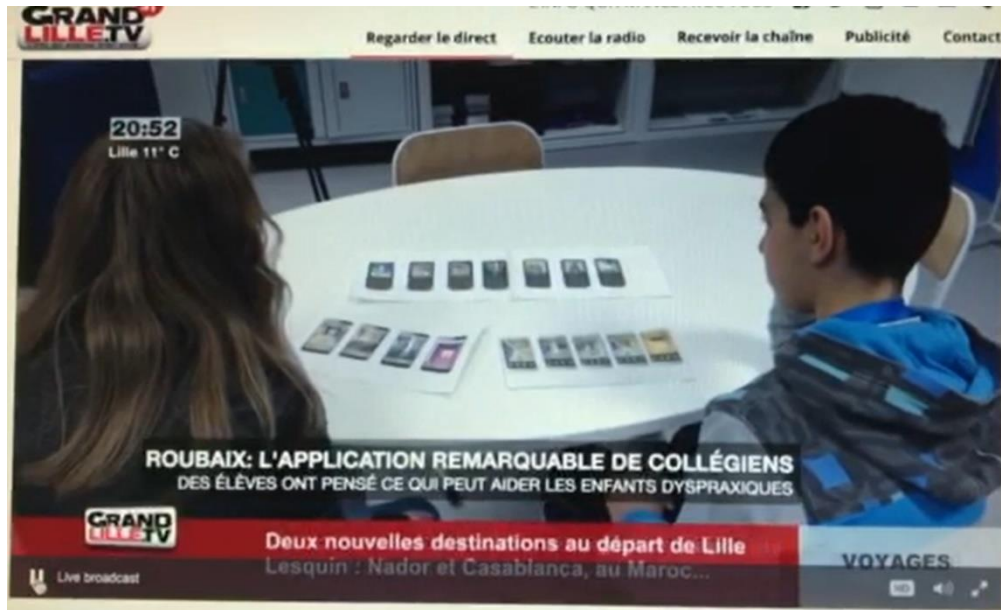 GRAND
LILLE.TV
Regarder le direct
Ecouter la radio
Recevoir la chaîne
Publicité
Contact
20:52
Lille 11° C
ROUBAIX: L'APPLICATION REMARQUABLE DE COLLÉGIENS
DES ÉLÈVES ONT PENSÉ CE QUI PEUT AIDER LES ENFANTS DYSPRAXIQUES
GRAND
LILLE TV
Deux nouvelles destinations au départ de Lille
Lesquin : Nador et Casablanca, au Maroc...
VOYAGES
Live broadcast
HD